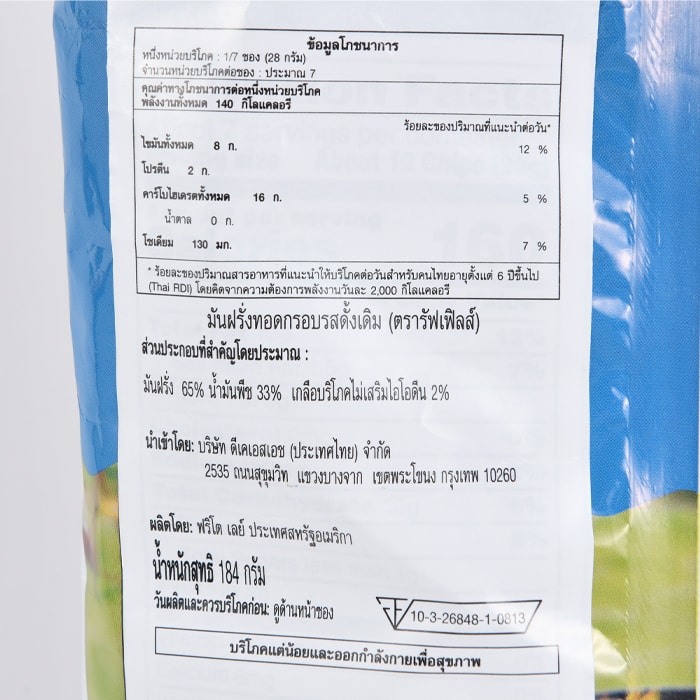 ข้อมูลโภชนาการ
หนึ่งหน่วยบริโภค : 1/7 ซอง (28 กรัม)
จำนวนหน่วยบริโภคต่อซอง : ประมาณ 7
คุณค่าทางโภชนาการต่อหนึ่งหน่วยบริโภค
พลังงานทั้งหมด 140 กิโลแคลอรี
ร้อยละของปริมาณที่แนะนำต่อวัน*
ไขมันทั้งหมด 8 ก. 12 %
โปรตีน 2 ก.
คาร์โบไฮเดรตทั้งหมด 16 ก. 5 %
น้ำตาล 0 ก.
โซเดียม 130 มก. 7 %
* ร้อยละของปริมาณสารอาหารที่แนะนำให้บริโภคต่อวันสำหรับคนไทยอายุตั้งแต่ 6 ปีขึ้นไป
(Thai RDI) โดยคิดจากความต้องการพลังงานวันละ 2,000 กิโลแคลอรี
มันฝรั่งทอดกรอบรสดั้งเดิม (ตรารัฟเฟิลส์)
ส่วนประกอบที่สำคัญโดยประมาณ :
มันฝรั่ง 65% น้ำมันพืช 33% เกลือบริโภคไม่เสริมไอโอดีน 2%
นำเข้าโดย: บริษัท ดีเคเอสเอช (ประเทศไทย) จำกัด
2535 ถนนสุขุมวิท แขวงบางจาก เขตพระโขนง กรุงเทพ 10260
ผลิตโดย: ฟริโต เลย์ ประเทศสหรัฐอเมริกา
น้ำหนักสุทธิ 184 กรัม
วันผลิตและควรบริโภคก่อน: ดูด้านหน้าซอง
10-3-26848-1-0813
บริโภคแต่น้อยและออกกำลังกายเพื่อสุขภาพ